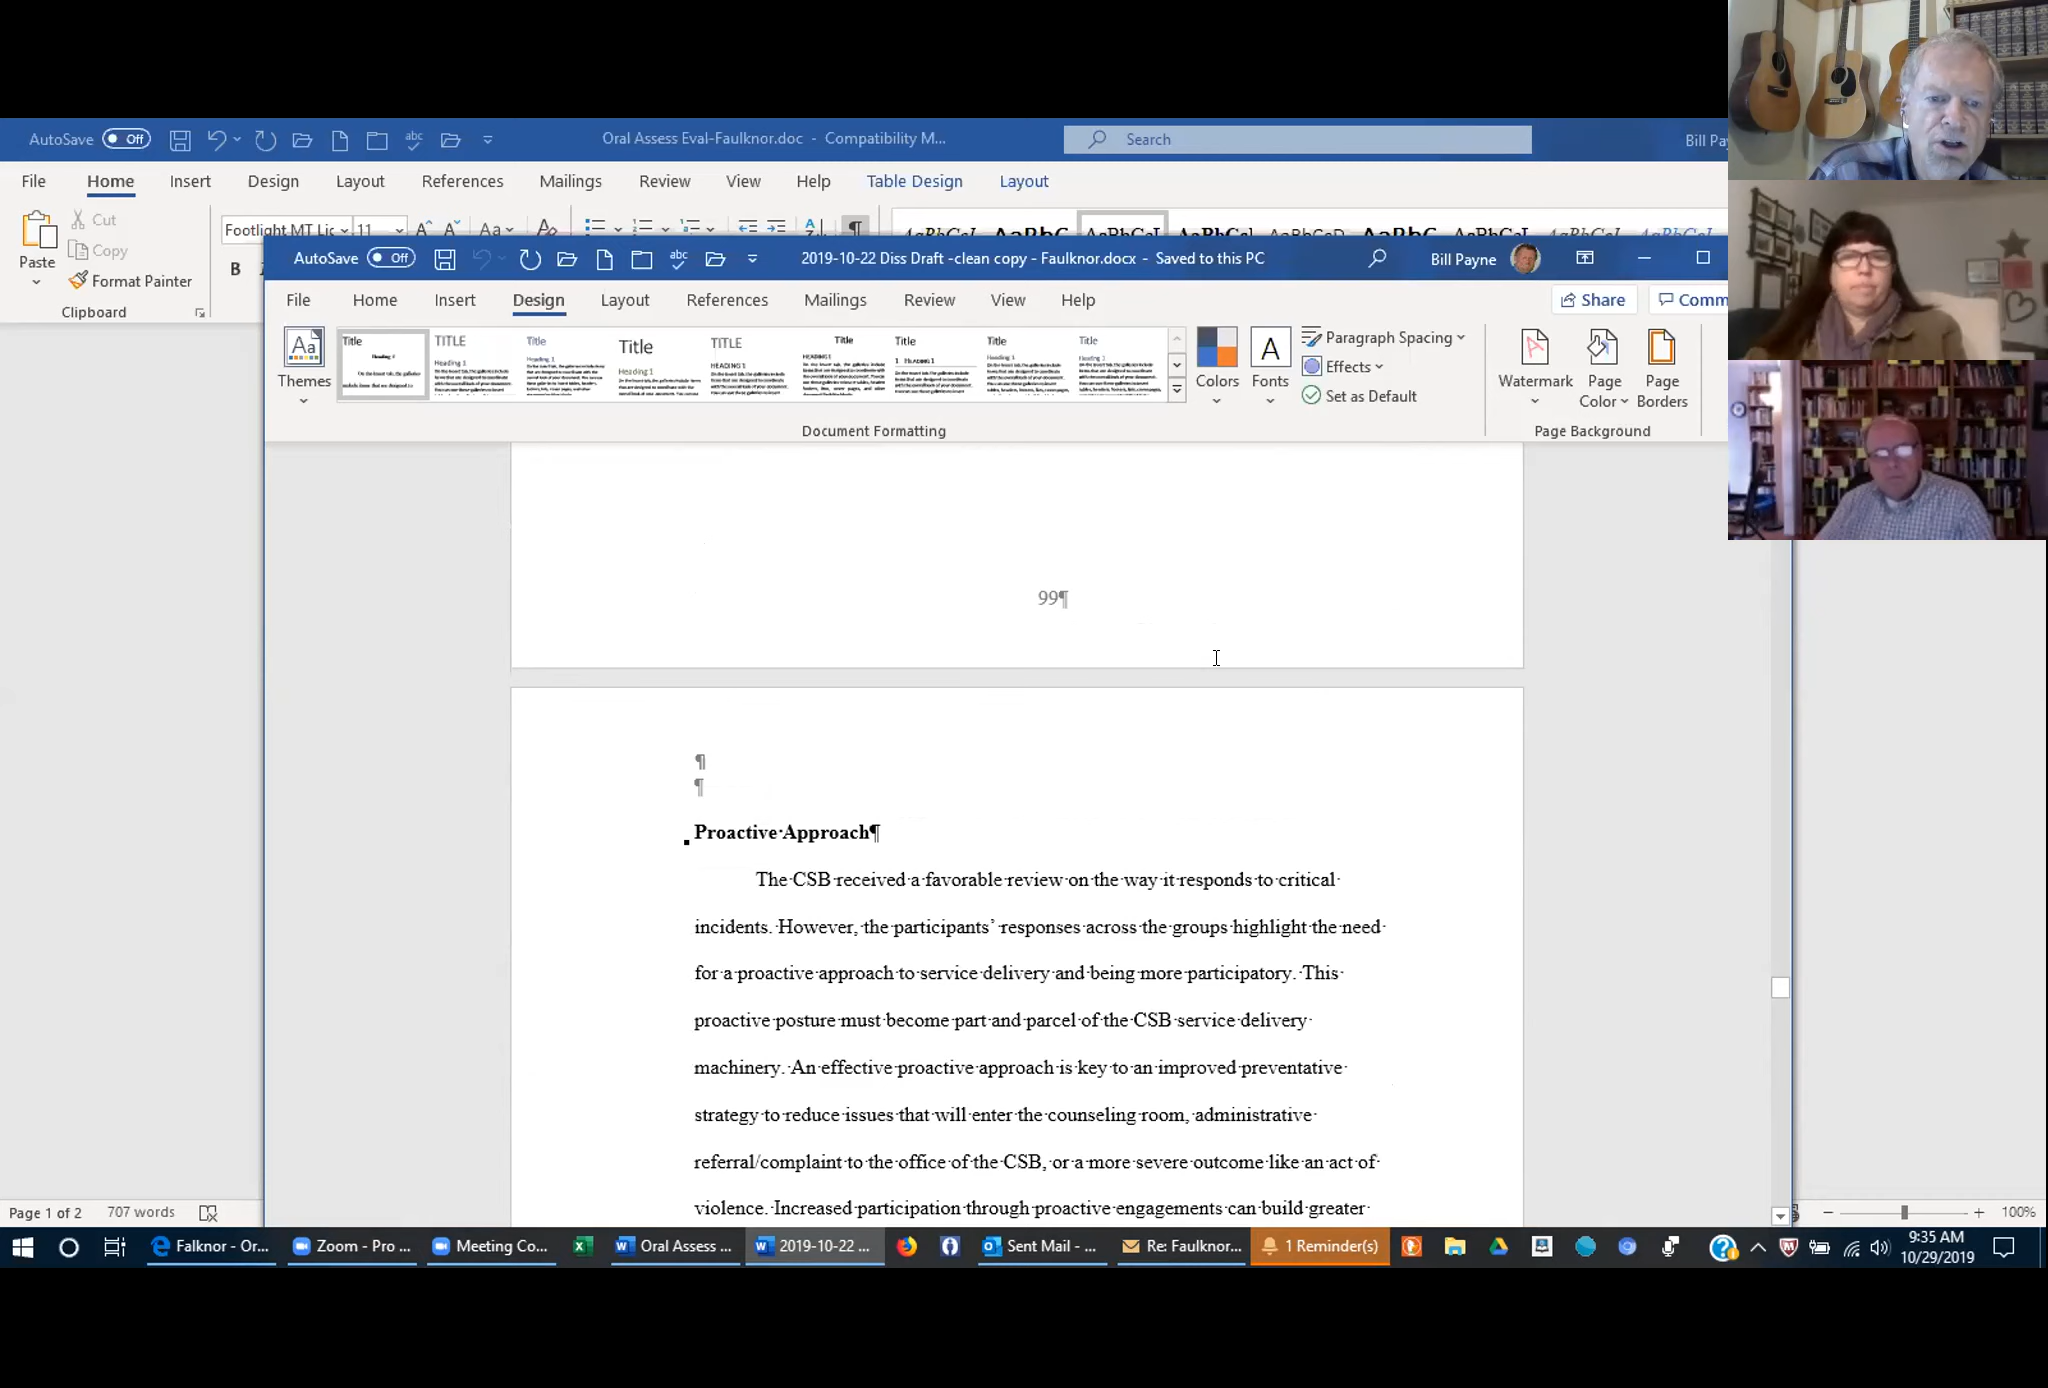 AutoSave Off
Oral Assess Eval-Faulknor.doc - Compatibility M...
Search
Bill Pay
File Home Insert Design Layout References Mailings Review View Help Table Design Layout
Paste
Cut
Copy
Format Painter
Clipboard
Footlight MT Lig 11
AutoSave Off
2019-10-22 Diss Draft -clean copy - Faulknor.docx - Saved to this PC
Bill Payne
File Home Insert Design Layout References Mailings Review View Help
Share
Comm
Themes
Colors
Fonts
Paragraph Spacing
Effects
Set as Default
Watermark
Page Color
Page Borders
Document Formatting
Page Background
99¶
¶
¶
Proactive·Approach¶
The·CSB·received·a·favorable·review·on·the·way·it·responds·to·critical·
incidents.·However,·the·participants’·responses·across·the·groups·highlight·the·need·
for·a·proactive·approach·to·service·delivery·and·being·more·participatory.·This·
proactive·posture·must·become·part·and·parcel·of·the·CSB·service·delivery·
machinery.·An·effective·proactive·approach·is·key·to·an·improved·preventative·
strategy·to·reduce·issues·that·will·enter·the·counseling·room,·administrative·
referral/complaint·to·the·office·of·the·CSB,·or·a·more·severe·outcome·like·an·act·of·
violence.·Increased·participation·through·proactive·engagements·can·build·greater·
Page 1 of 2 707 words
100%
Falknor - Or...
Zoom - Pro ...
Meeting Co...
Oral Assess ...
2019-10-22 ...
Sent Mail - ...
Re: Faulknor...
1 Reminder(s)
9:35 AM
10/29/2019